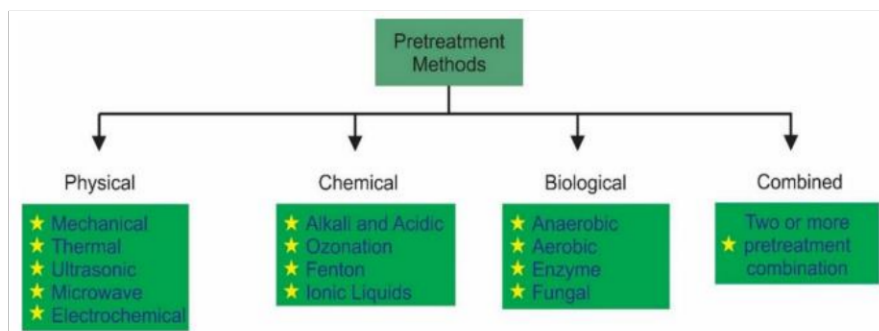 Pretreatment
Methods
Physical
Chemical
Biological
Combined
Mechanical
Thermal
Ultrasonic
Microwave
Electrochemical
Alkali and Acidic
Ozonation
Fenton
Ionic Liquids
Anaerobic
Aerobic
Enzyme
Fungal
Two or more
pretreatment
combination